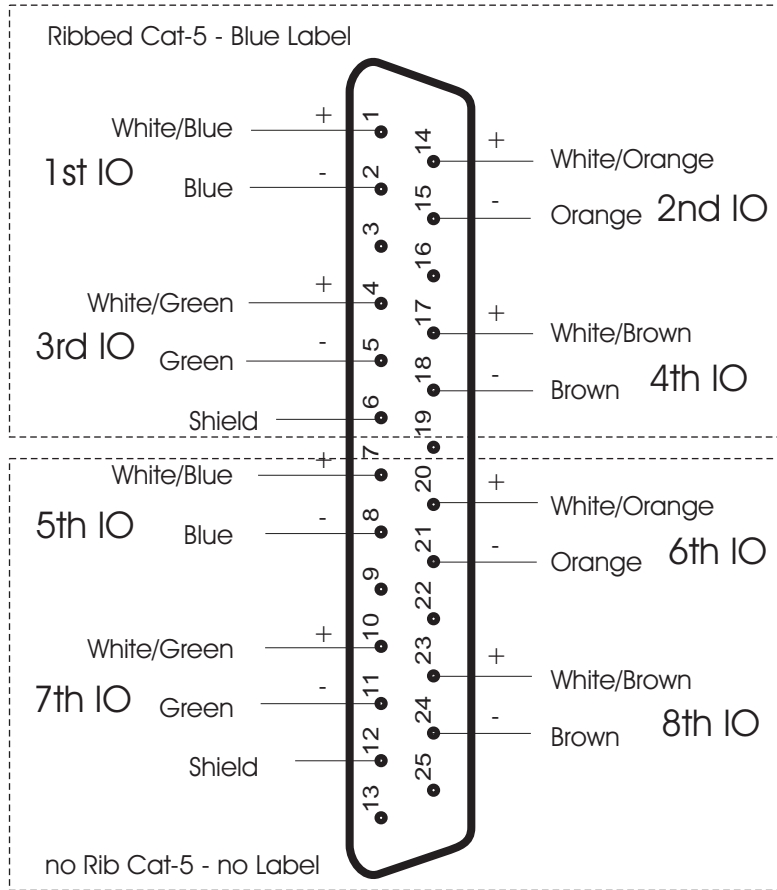 Ribbed Cat-5 - Blue Label
1
White/Blue +
14
+ White/Orange
1st IO
2
Blue -
15
- Orange 2nd IO
3
16
4
White/Green +
17
+ White/Brown
3rd IO
5
Green -
18
- Brown 4th IO
6
Shield
19
7
White/Blue +
20
+ White/Orange
5th IO
8
Blue -
21
- Orange 6th IO
9
22
10
White/Green +
23
+ White/Brown
7th IO
11
Green -
24
- Brown 8th IO
12
Shield
25
13
no Rib Cat-5 - no Label